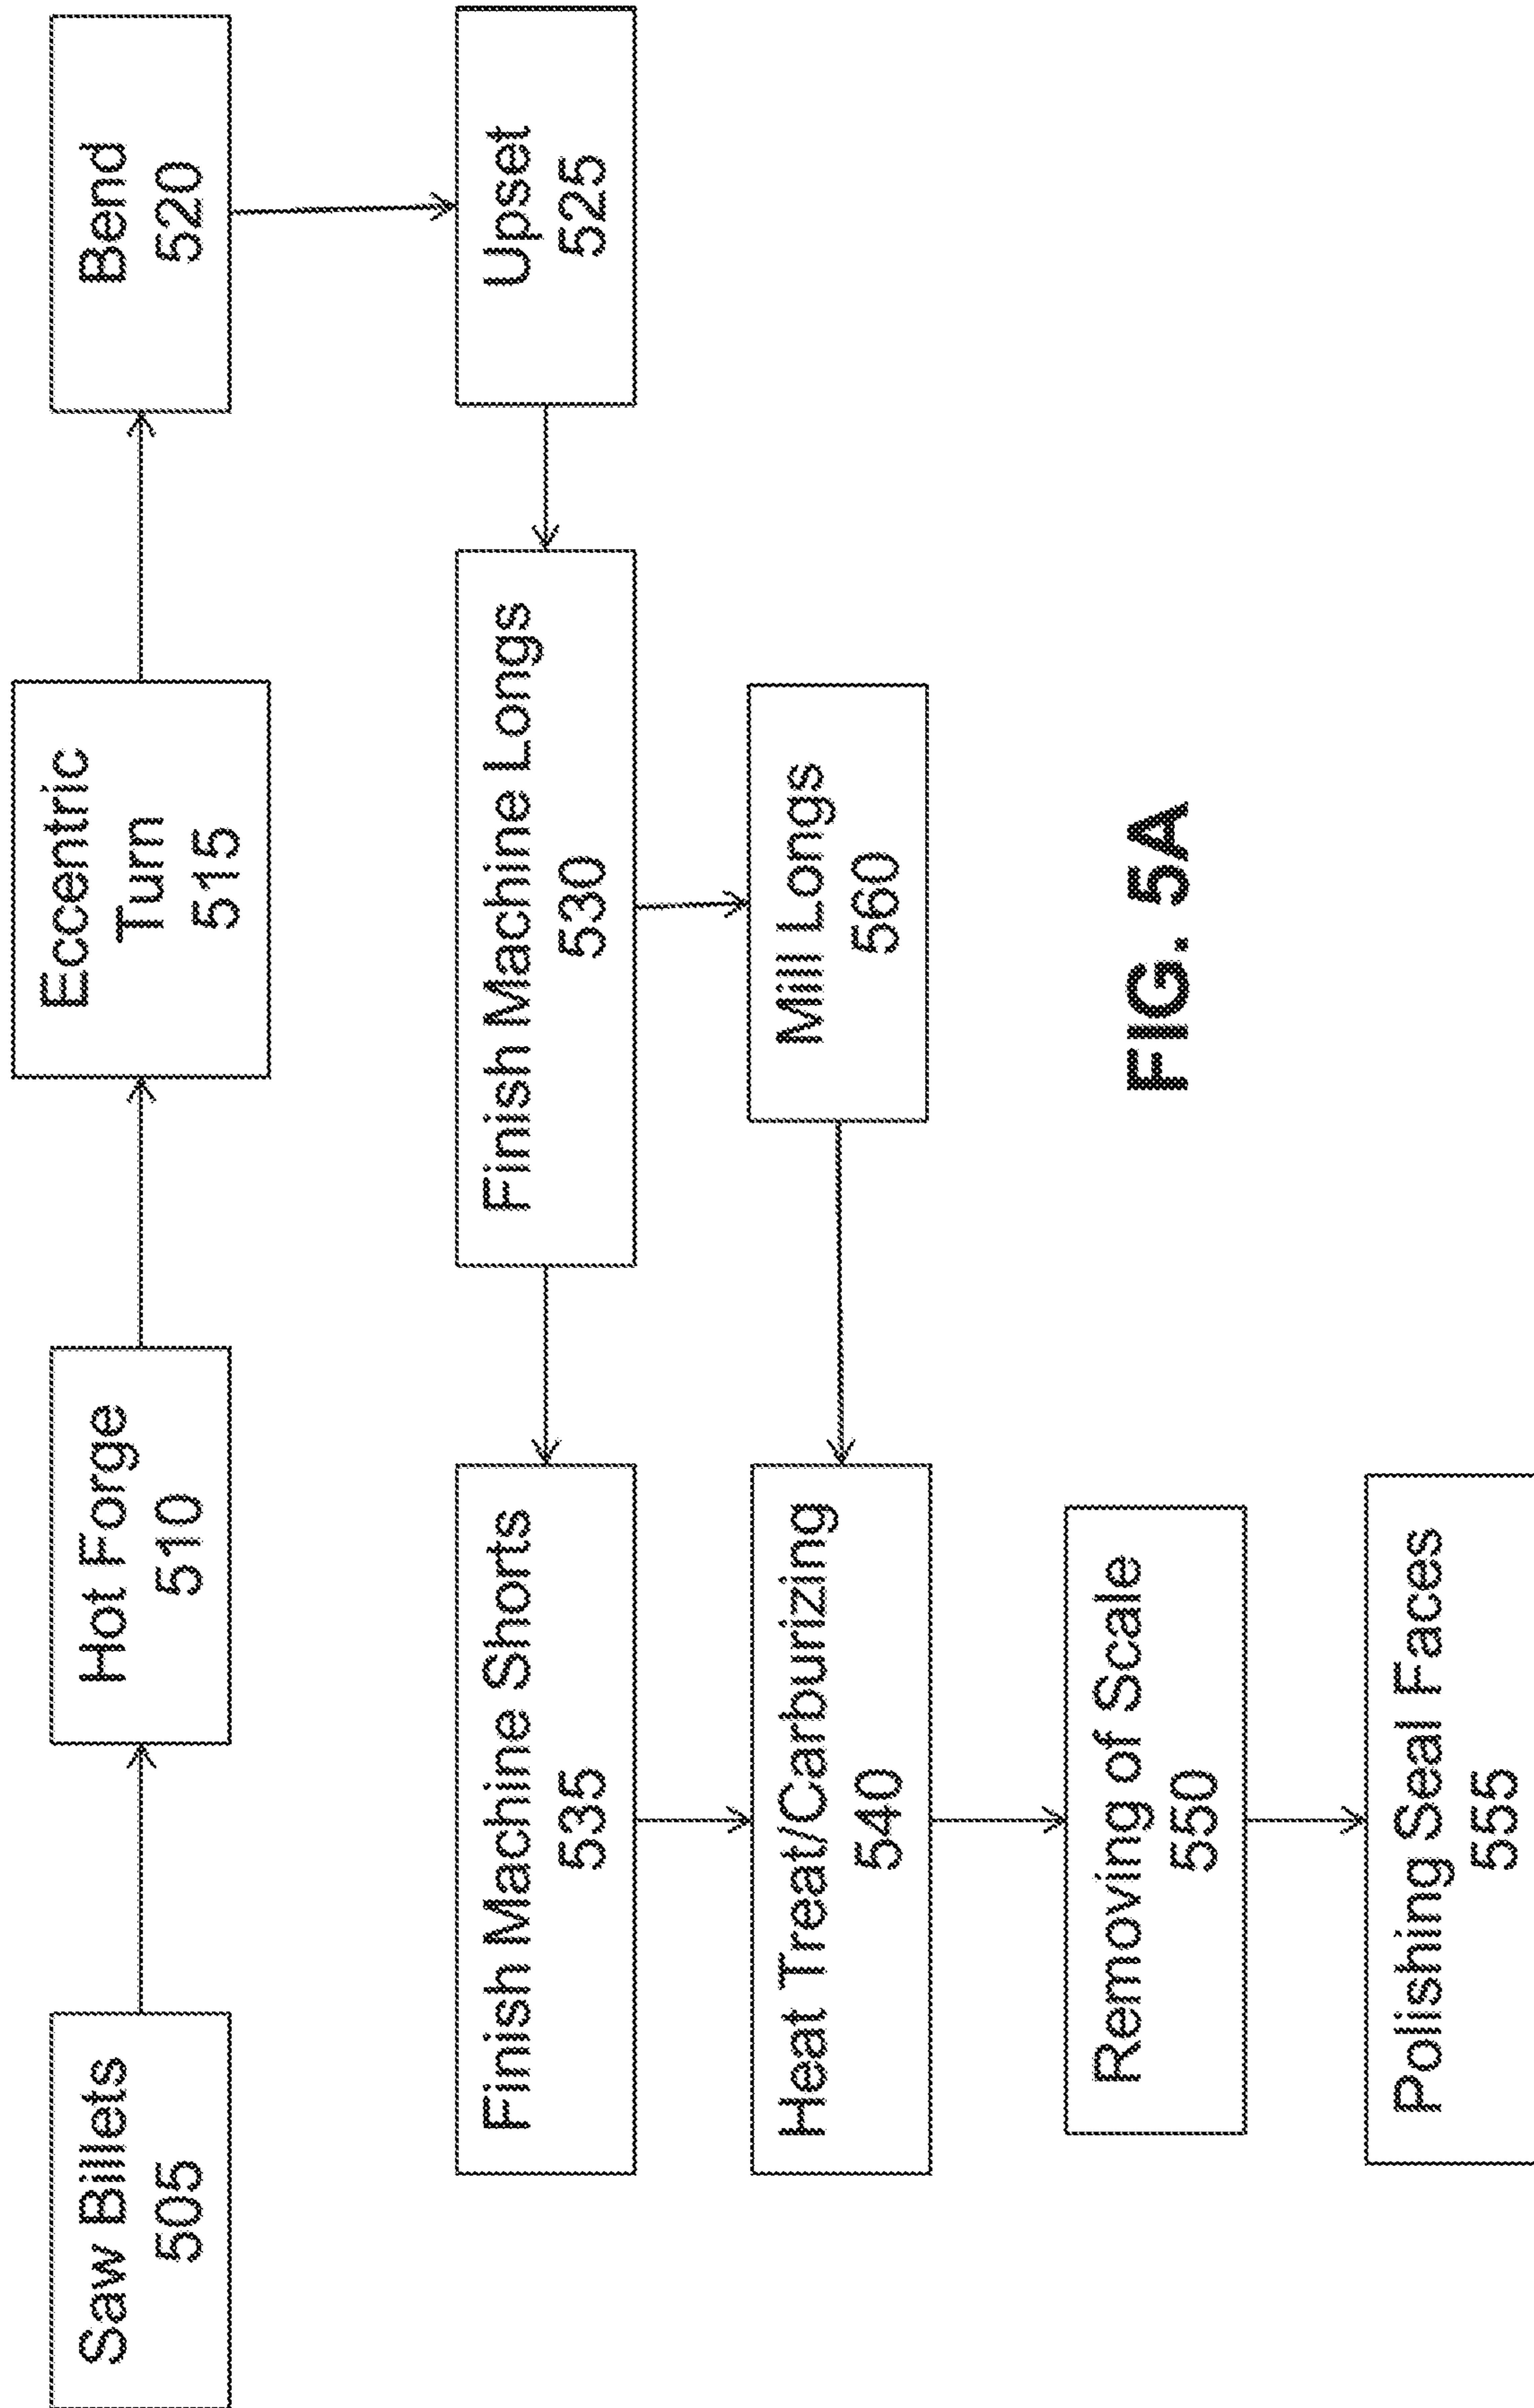 Saw Billets
505
Hot Forge
510
Eccentric
Turn
515
Bend
520
Upset
525
Finish Machine Longs
530
Finish Machine Shorts
535
Mill Longs
560
Heat Treat/Carburizing
540
Removing of Scale
550
Polishing Seal Faces
555
FIG. 5A